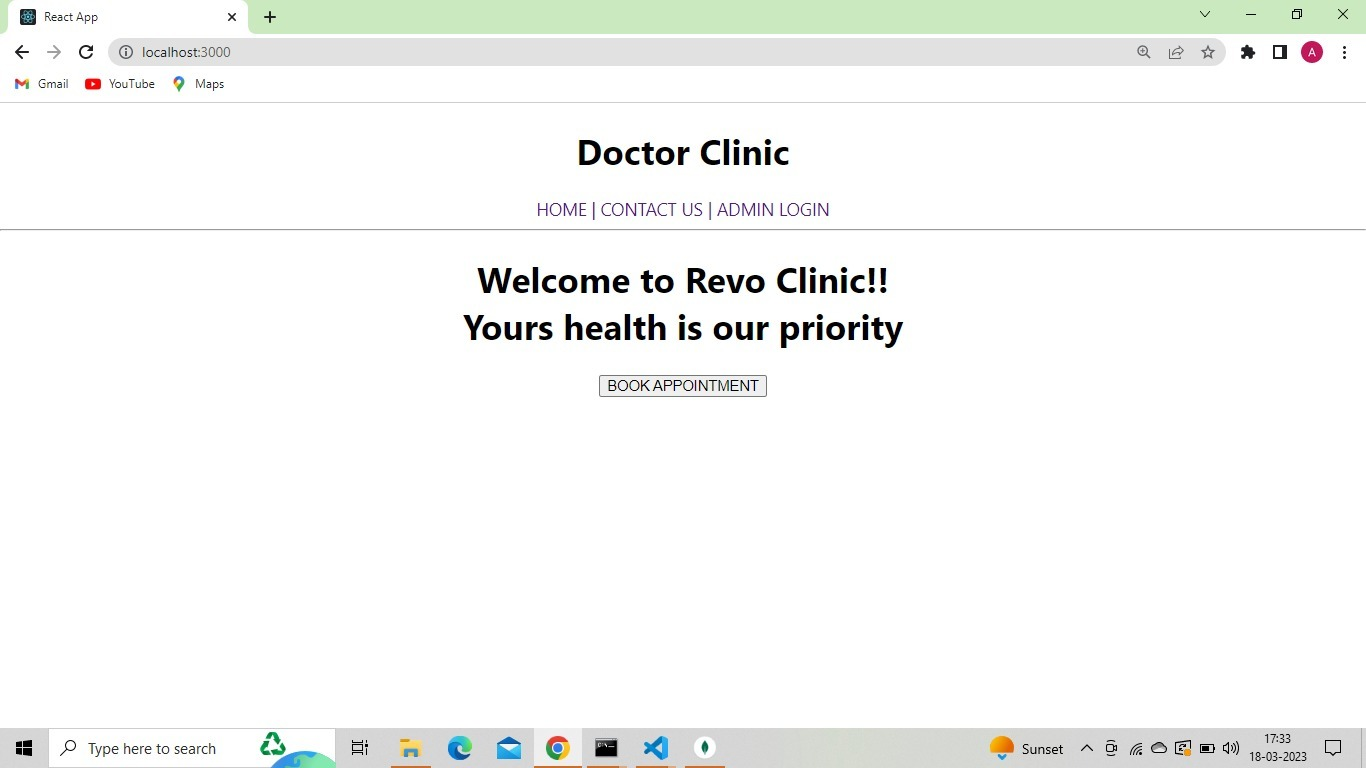 React App
localhost:3000
A
Gmail YouTube Maps
Doctor Clinic
HOME | CONTACT US | ADMIN LOGIN
Welcome to Revo Clinic!!
Yours health is our priority
BOOK APPOINTMENT
Type here to search
Sunset
17:33
18-03-2023